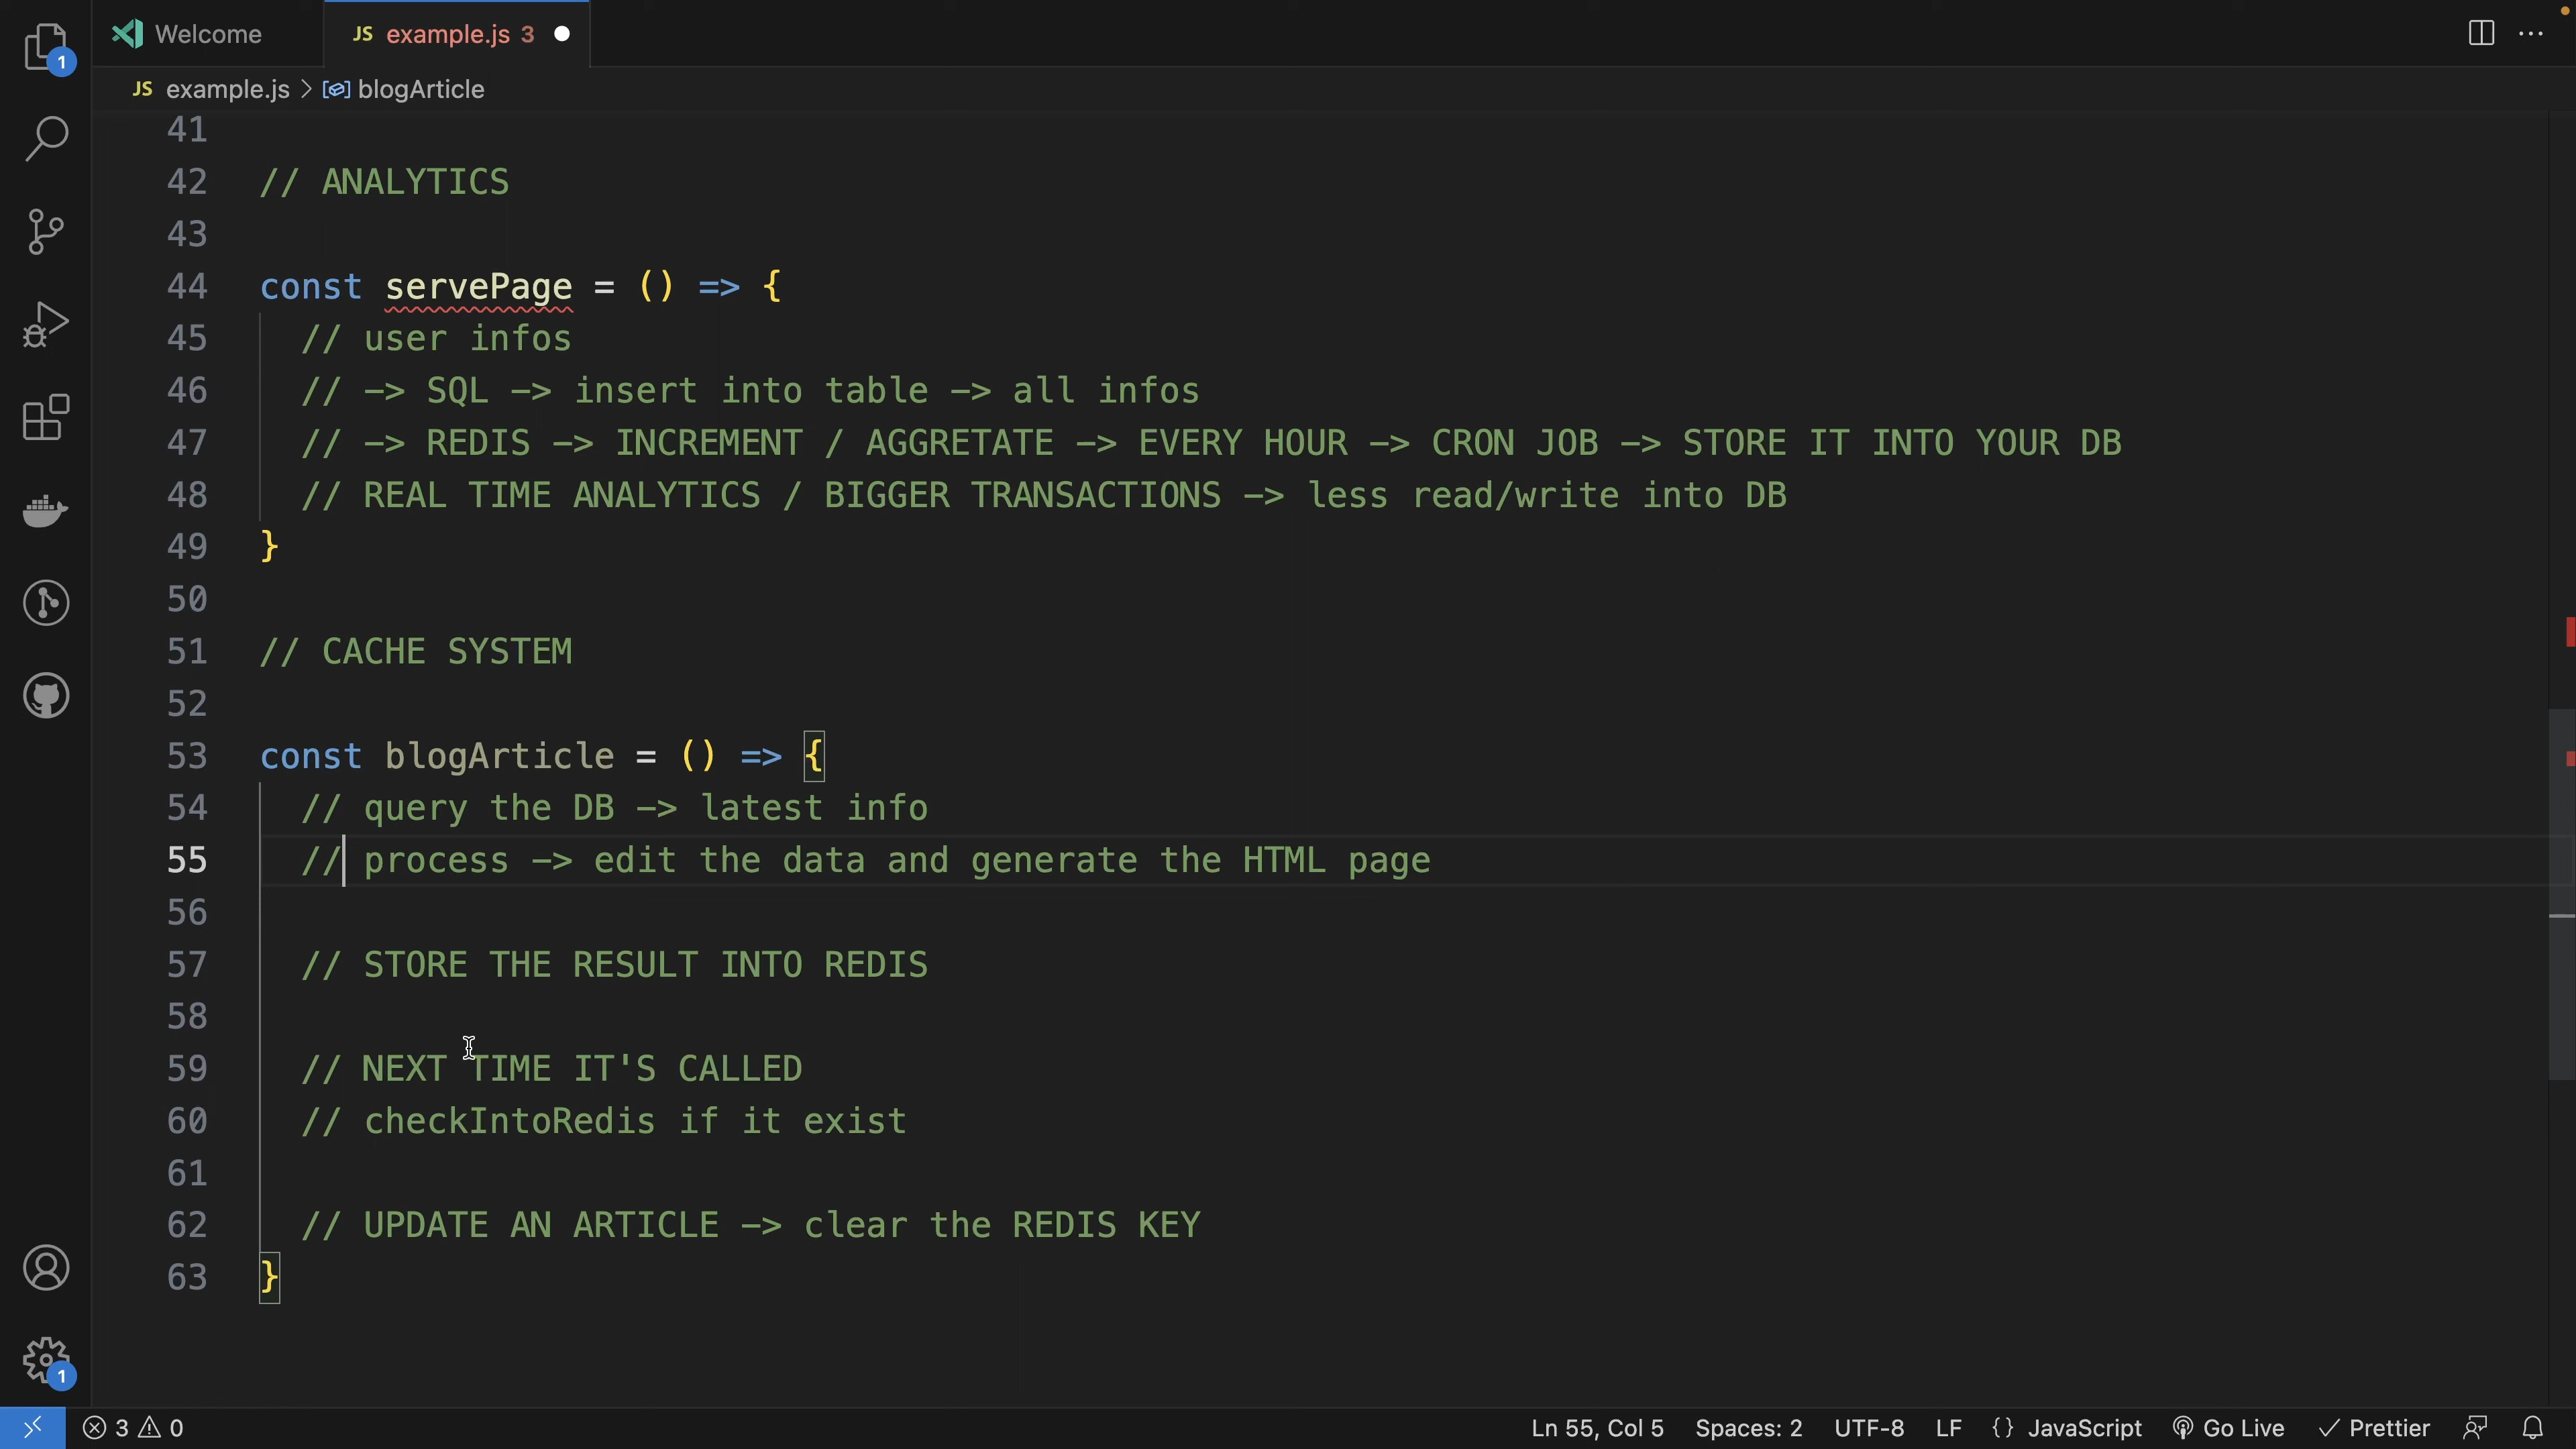 Welcome
JS example.js 3
JS example.js > blogArticle
41
42 // ANALYTICS
43
44 const servePage = () => {
45 // user infos
46 // -> SQL -> insert into table -> all infos
47 // -> REDIS -> INCREMENT / AGGRETATE -> EVERY HOUR -> CRON JOB -> STORE IT INTO YOUR DB
48 // REAL TIME ANALYTICS / BIGGER TRANSACTIONS -> less read/write into DB
49 }
50
51 // CACHE SYSTEM
52
53 const blogArticle = () => {
54 // query the DB -> latest info
55 // process -> edit the data and generate the HTML page
56
57 // STORE THE RESULT INTO REDIS
58
59 // NEXT TIME IT'S CALLED
60 // checkIntoRedis if it exist
61
62 // UPDATE AN ARTICLE -> clear the REDIS KEY
63 }
1
1
3 0 Ln 55, Col 5 Spaces: 2 UTF-8 LF {} JavaScript Go Live Prettier